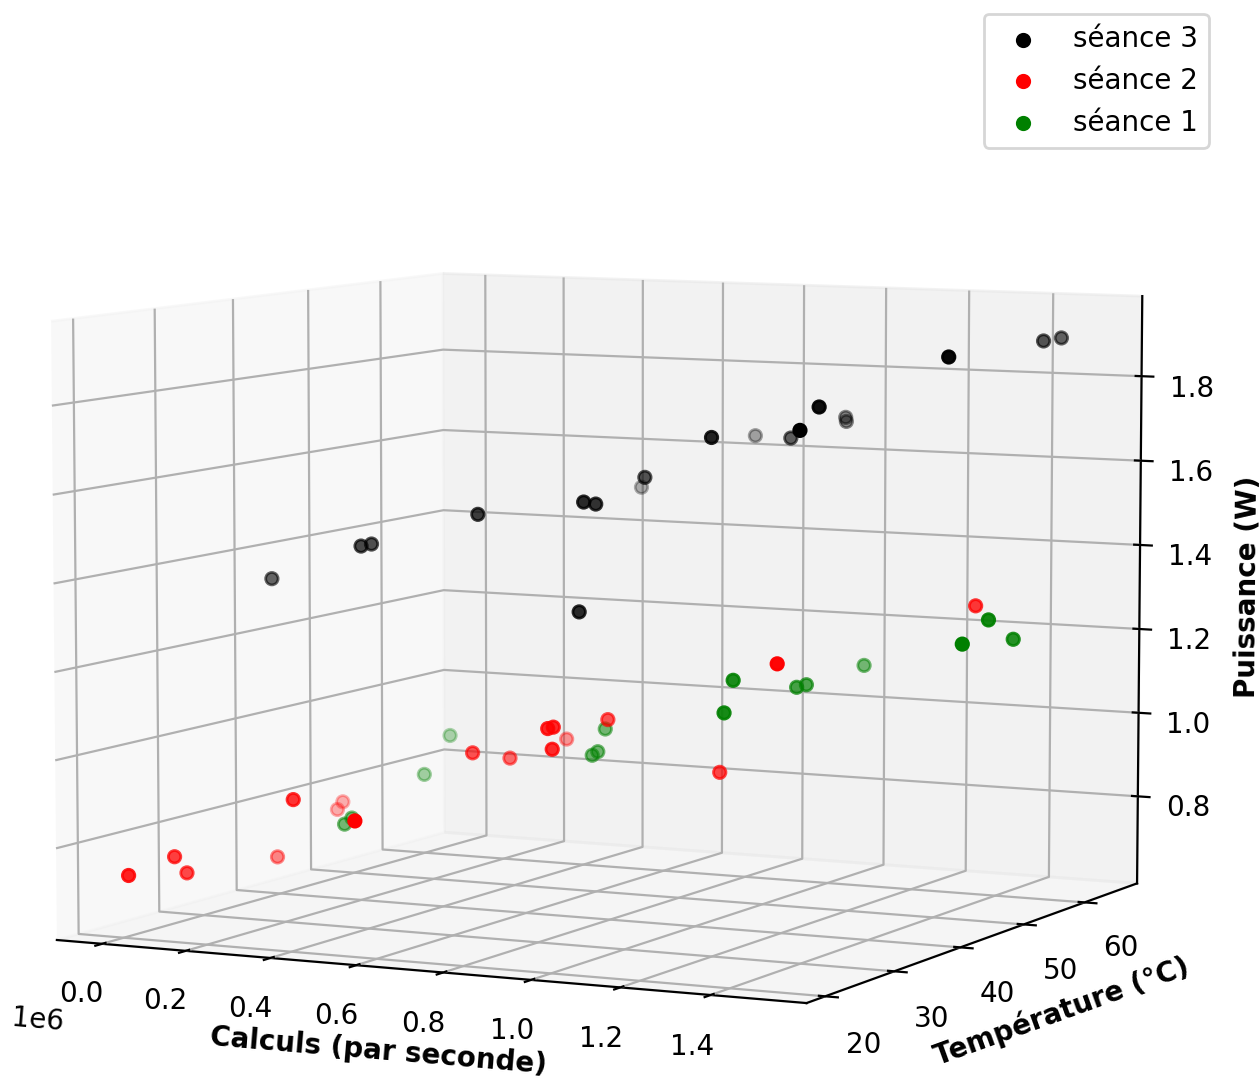 séance 3
séance 2
séance 1
1.8
1.6
1.4
1.2
1.0
0.8
Puissance (W)
0.0
0.2
0.4
0.6
0.8
1.0
1.2
1.4
1e6
Calculs (par seconde)
20
30
40
50
60
Température (°C)